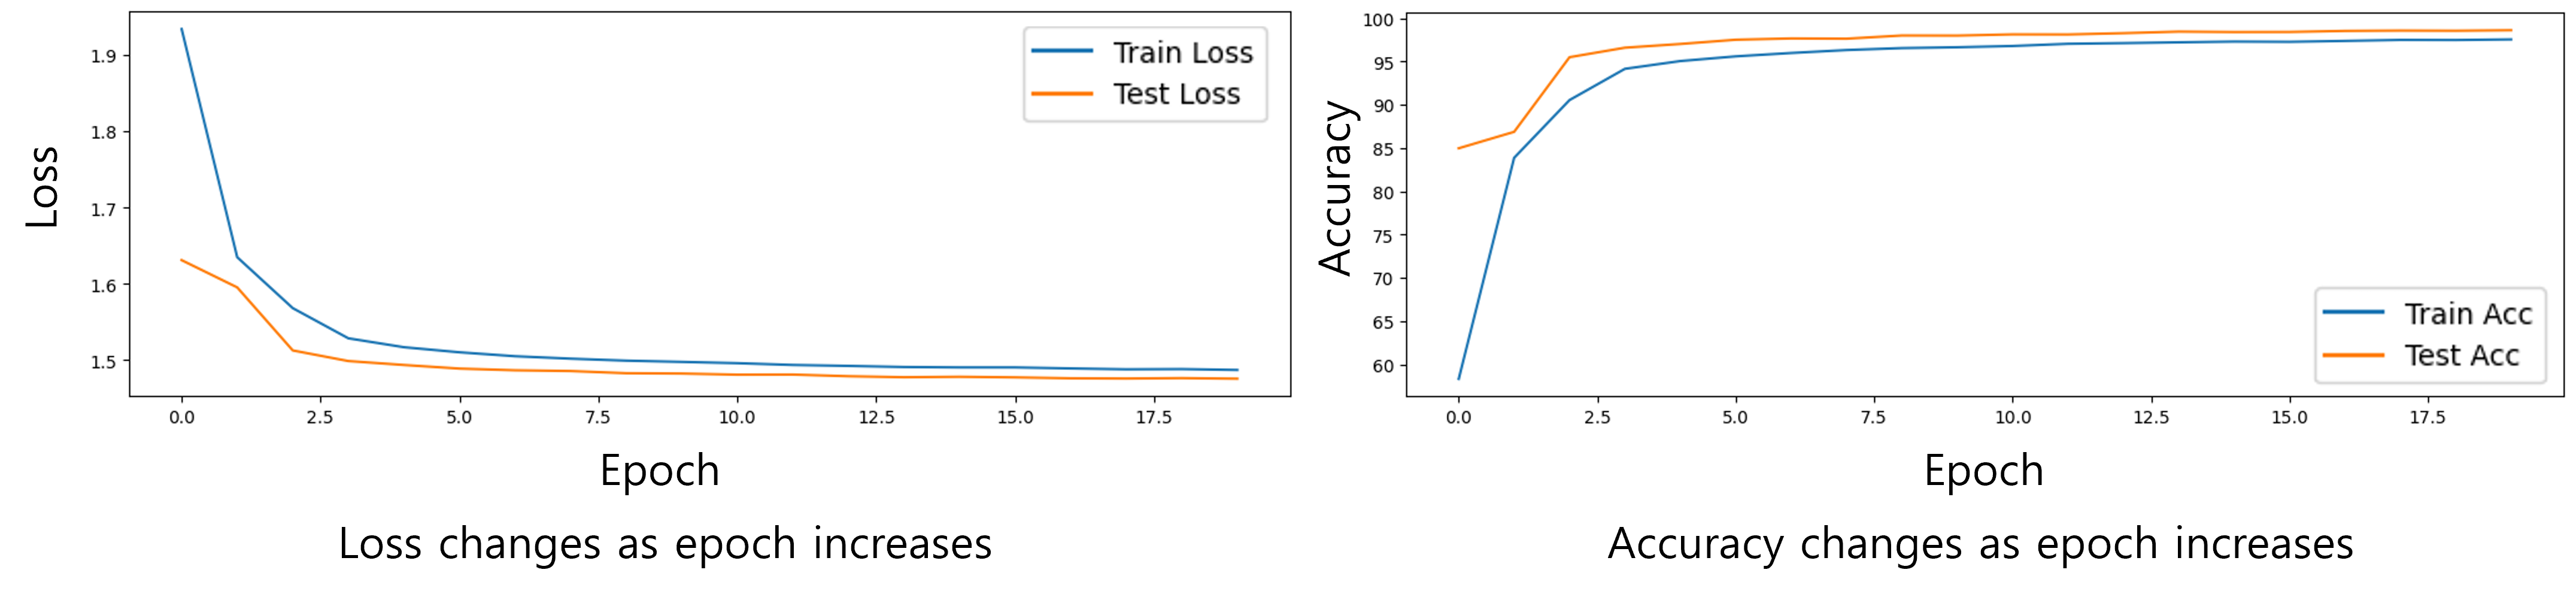 Loss
1.9
1.8
1.7
1.6
1.5
Train Loss
Test Loss
0.0 2.5 5.0 7.5 10.0 12.5 15.0 17.5
Epoch
Loss changes as epoch increases
Accuracy
100
95
90
85
80
75
70
65
60
Train Acc
Test Acc
0.0 2.5 5.0 7.5 10.0 12.5 15.0 17.5
Epoch
Accuracy changes as epoch increases